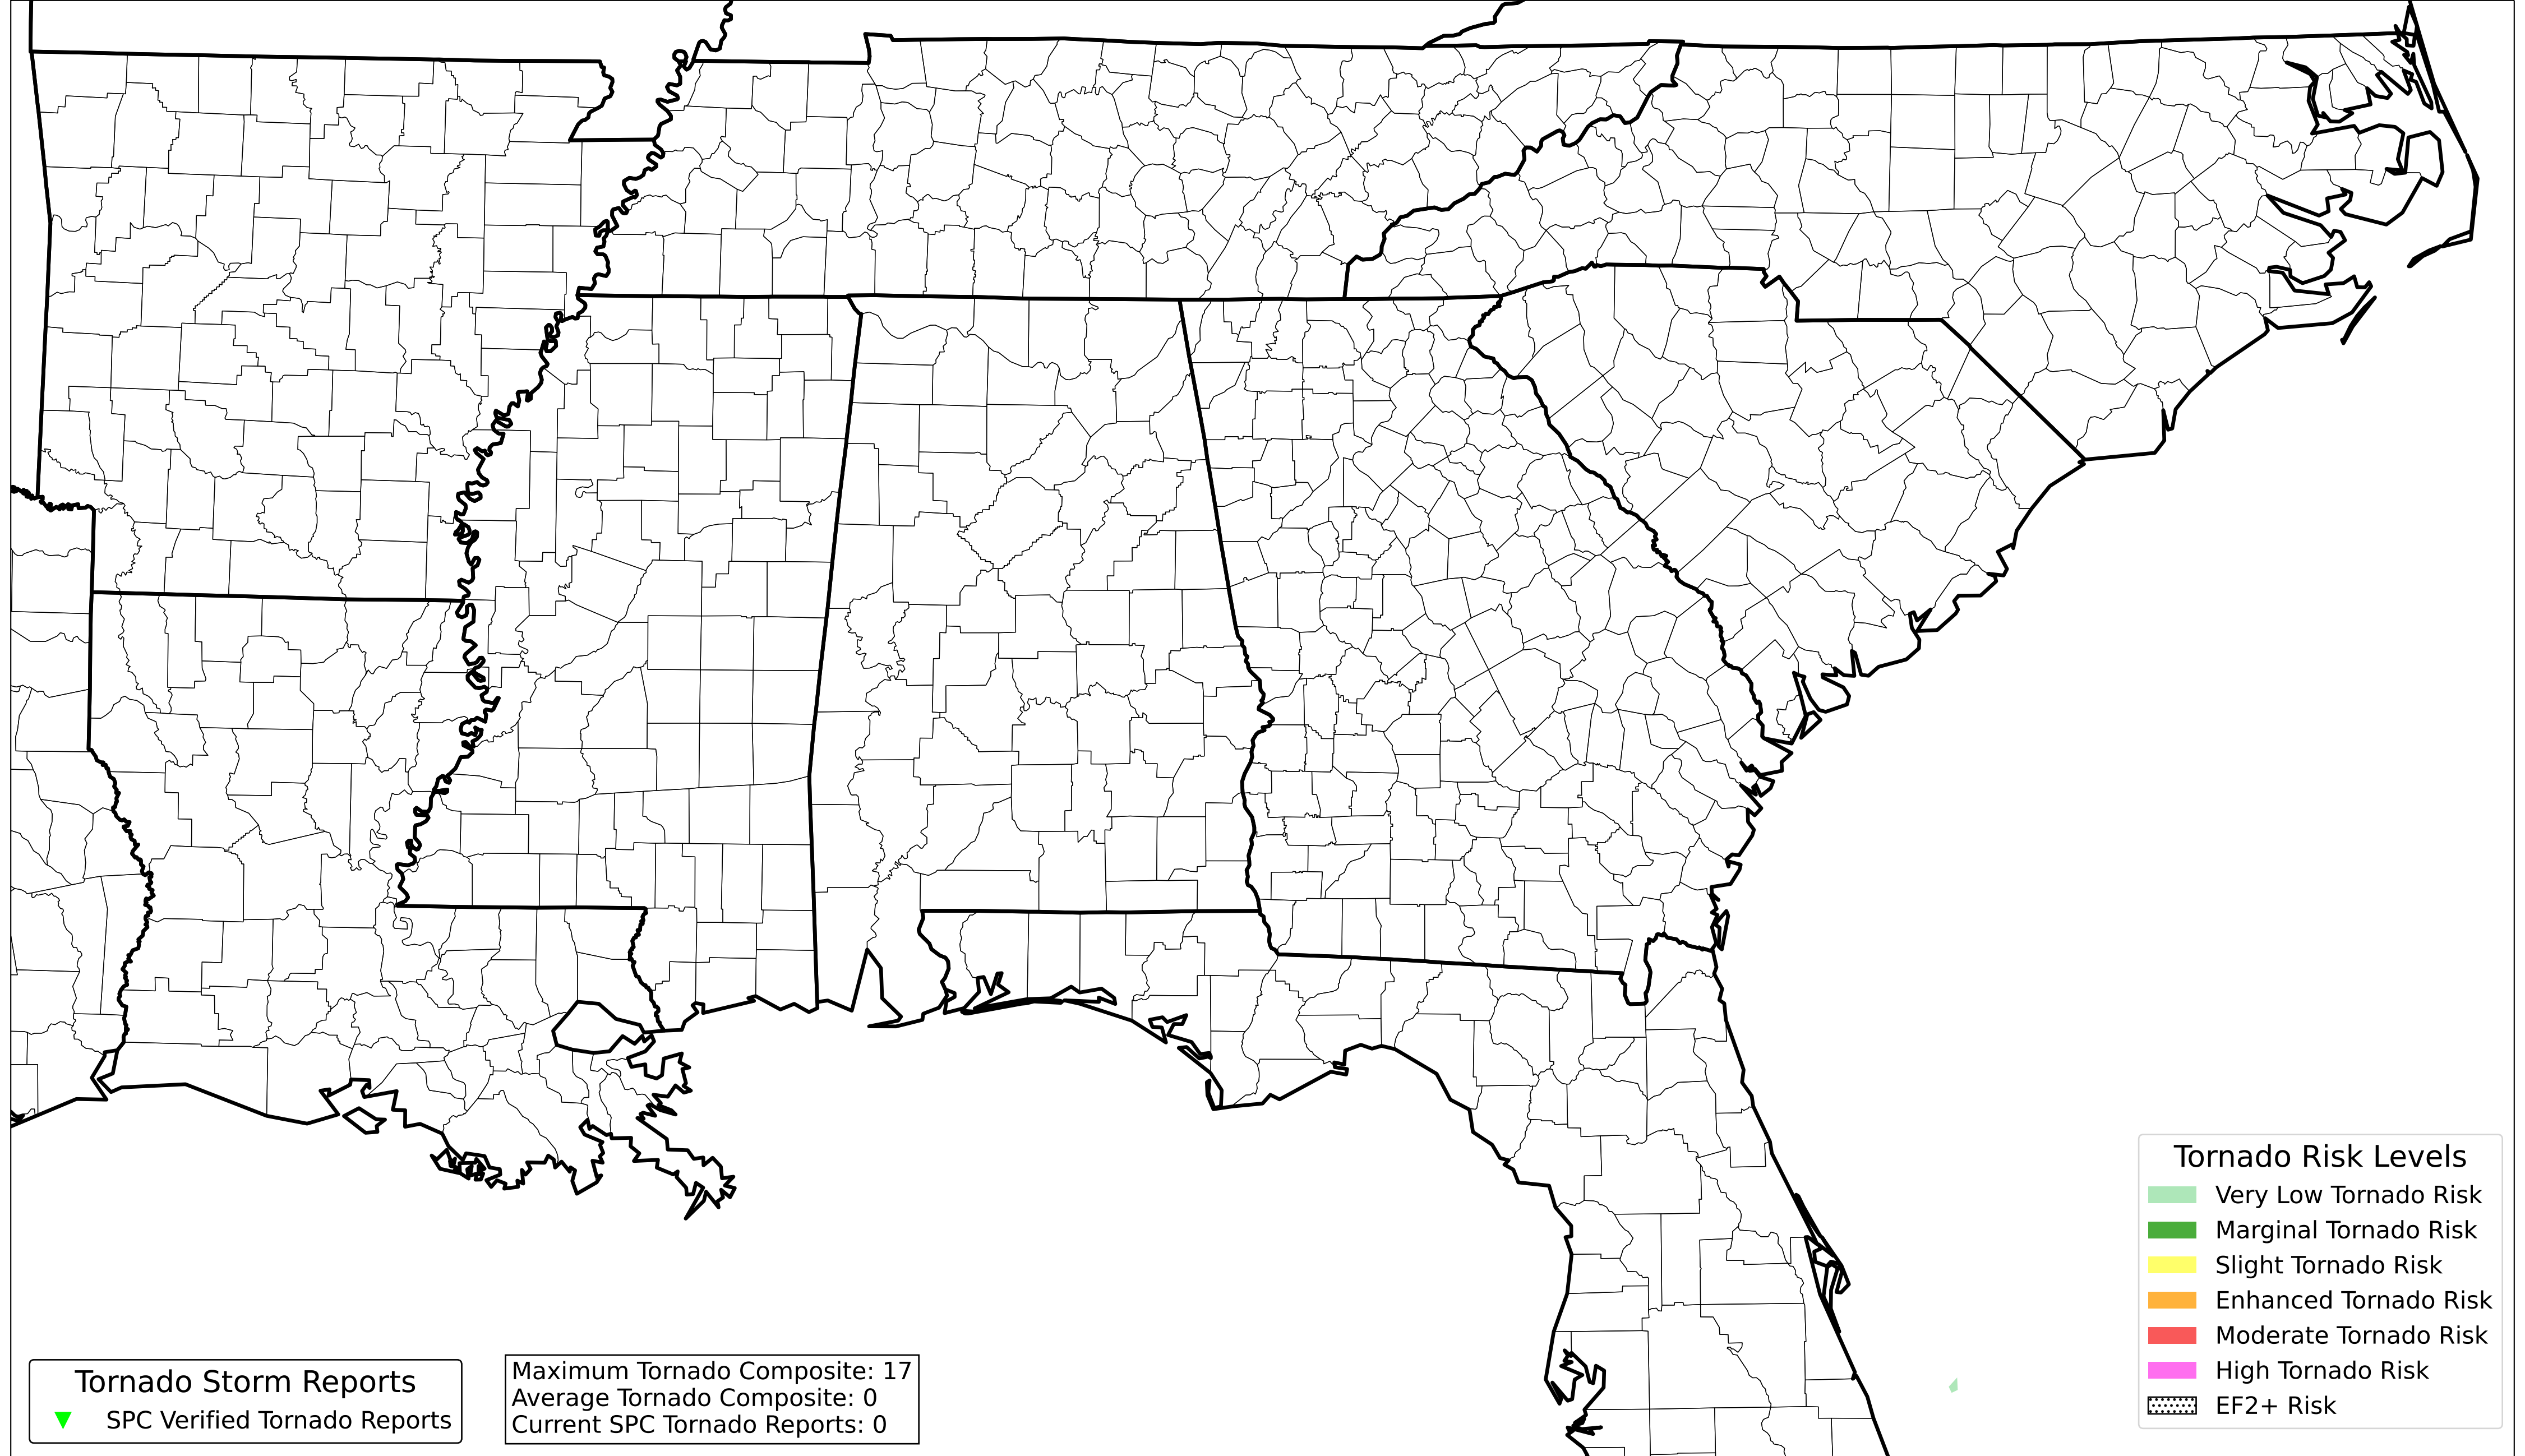 Tornado Risk Levels
Very Low Tornado Risk
Marginal Tornado Risk
Slight Tornado Risk
Enhanced Tornado Risk
Moderate Tornado Risk
High Tornado Risk
EF2+ Risk
Tornado Storm Reports
SPC Verified Tornado Reports
Maximum Tornado Composite: 17
Average Tornado Composite: 0
Current SPC Tornado Reports: 0